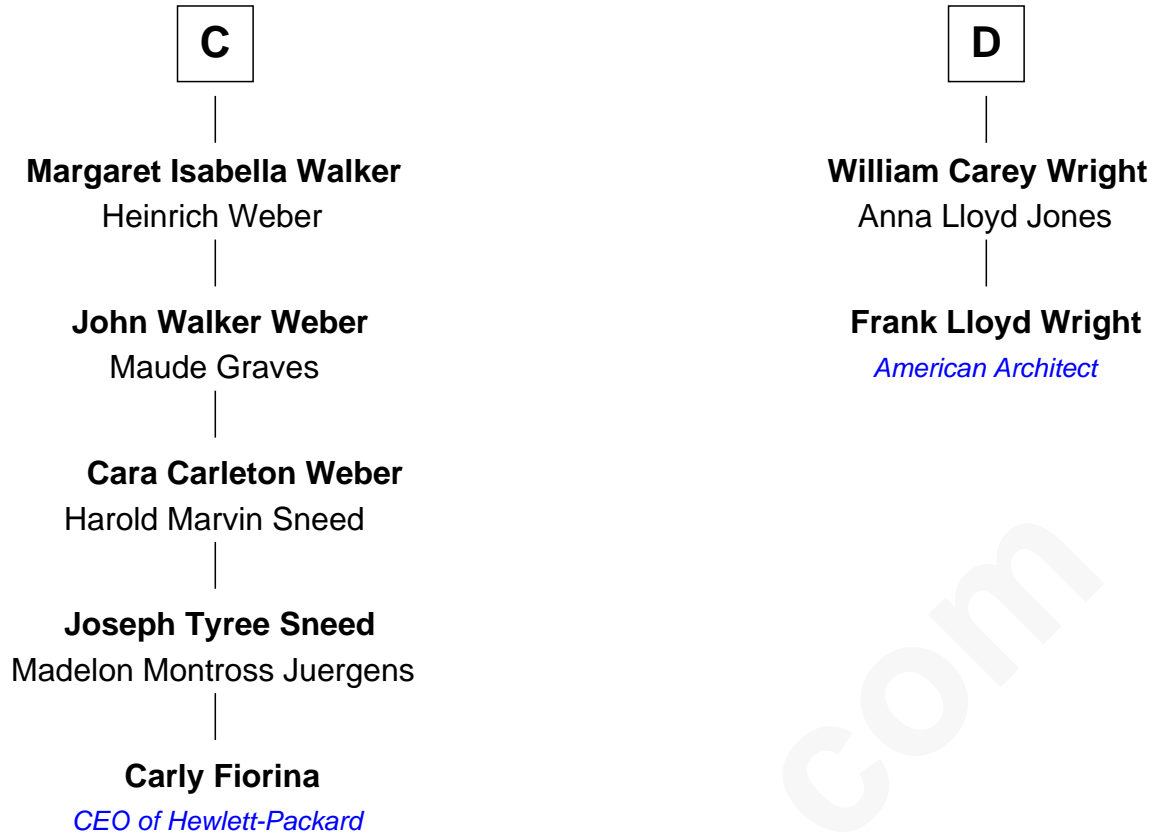 C
Margaret Isabella Walker
Heinrich Weber
John Walker Weber
Maude Graves
Cara Carleton Weber
Harold Marvin Sneed
Joseph Tyree Sneed
Madelon Montross Juergens
Carly Fiorina
CEO of Hewlett-Packard
D
William Carey Wright
Anna Lloyd Jones
Frank Lloyd Wright
American Architect
com